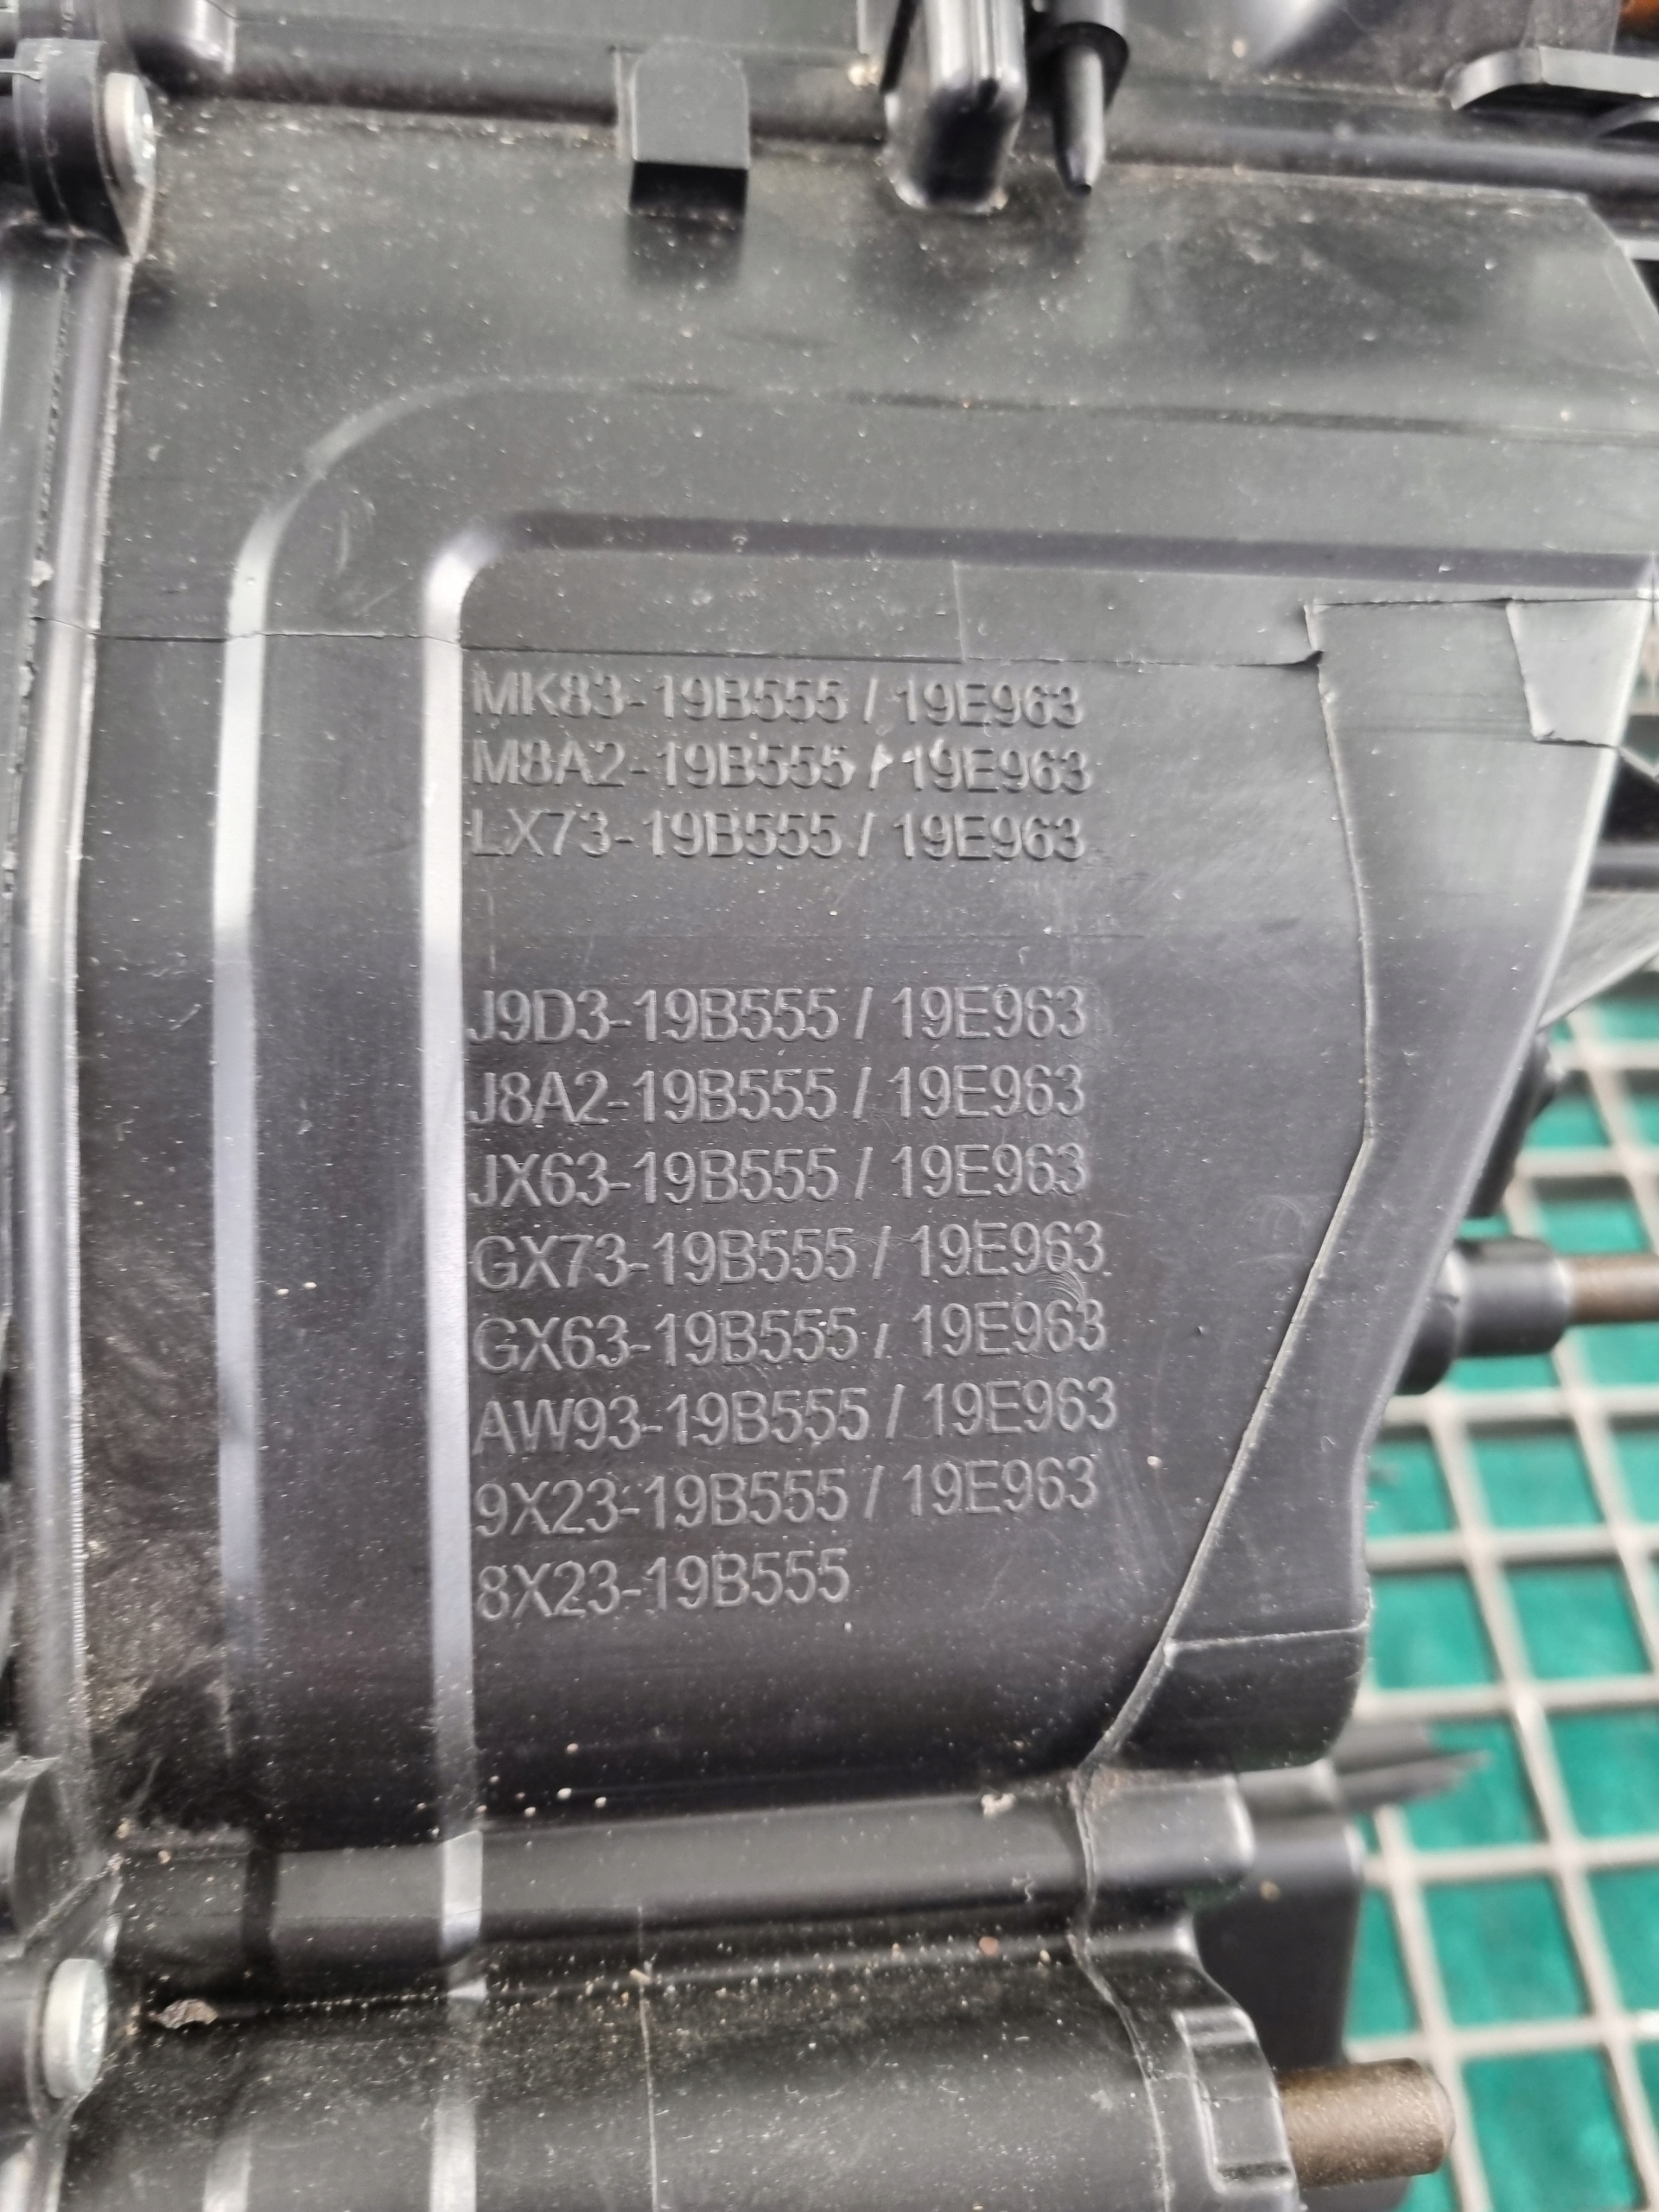 MK83-19B555 / 19E963
M8A2-19B555 / 19E963
LX73-19B555 / 19E963
J9D3-19B555 / 19E963
J8A2-19B555 / 19E963
JX63-19B555 / 19E963
GX73-19B555 / 19E963
GX63-19B555 / 19E963
AW93-19B555 / 19E963
9X23-19B555 / 19E963
8X23-19B555